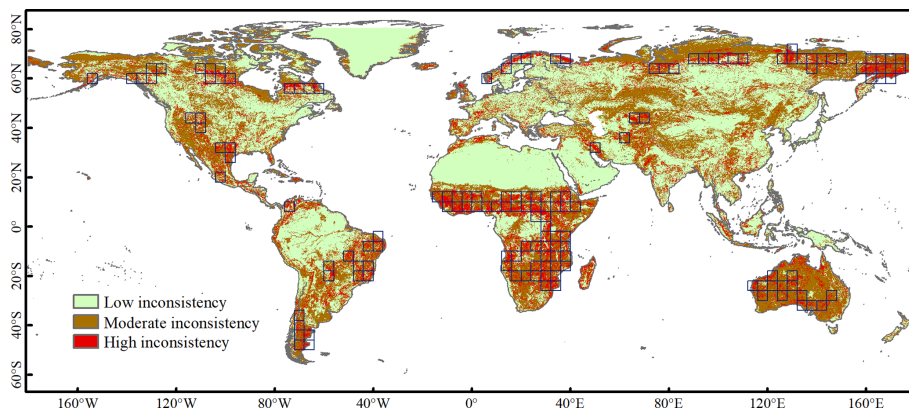 80°N
60°N
40°N
20°N
0°
20°S
40°S
60°S
Low inconsistency
Moderate inconsistency
High inconsistency
160°W 120°W 80°W 40°W 0° 40°E 80°E 120°E 160°E